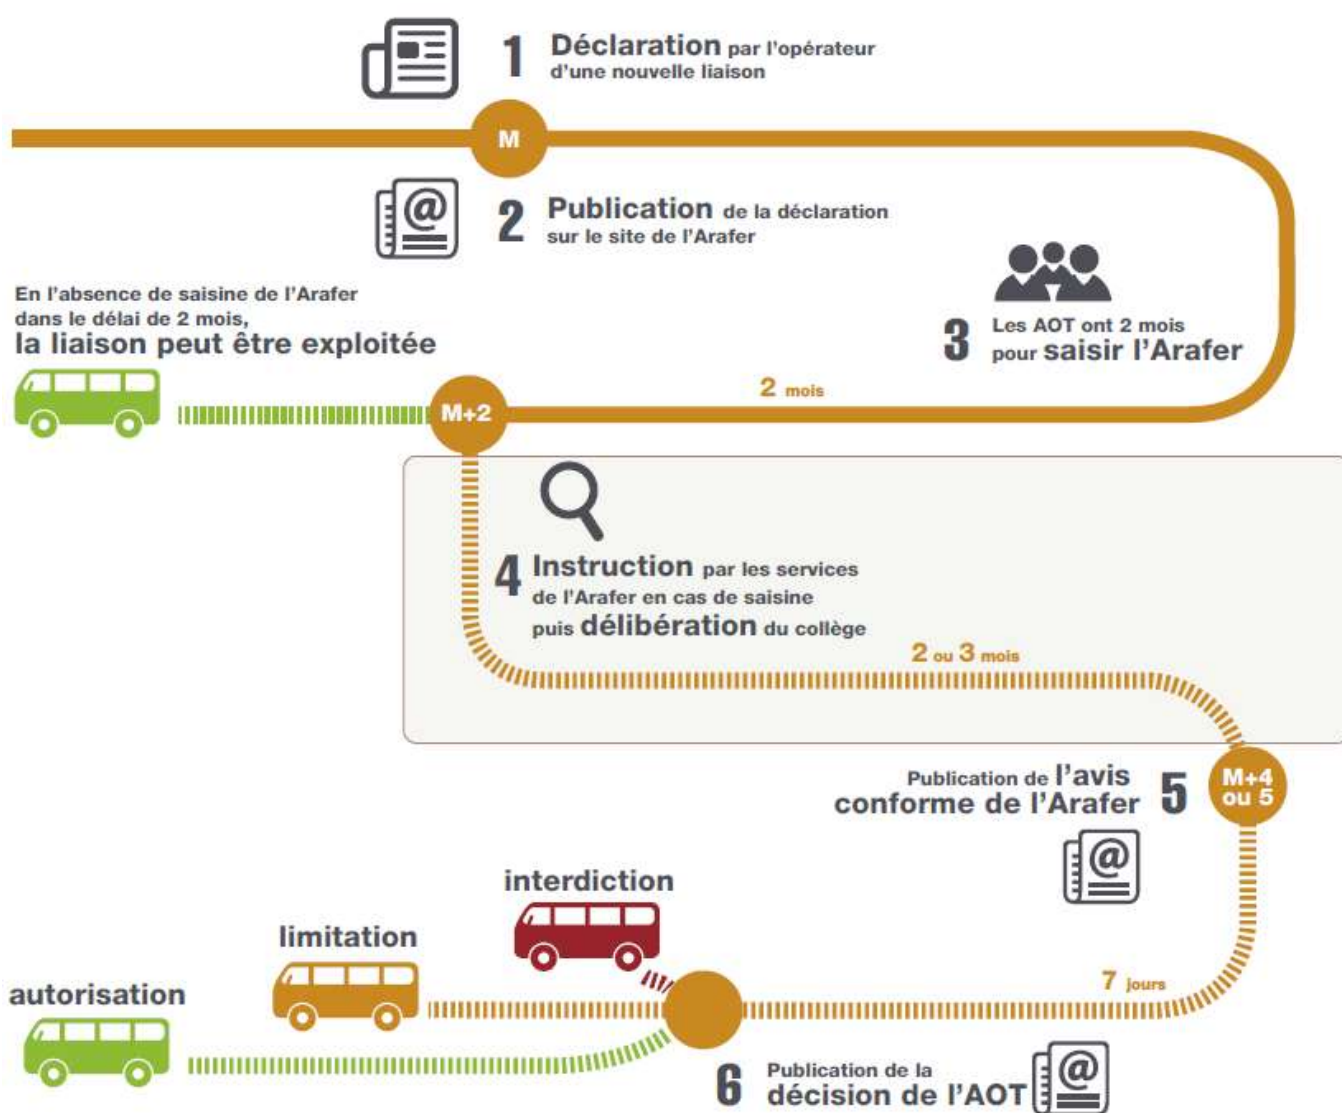 1 Déclaration par l'opérateur
d'une nouvelle liaison
M
2 Publication de la déclaration
sur le site de l'Arafer
En l'absence de saisine de l'Arafer
dans le délai de 2 mois,
la liaison peut être exploitée
3 Les AOT ont 2 mois
pour saisir l'Arafer
2 mois
M+2
4 Instruction par les services
de l'Arafer en cas de saisine
puis délibération du collège
2 ou 3 mois
Publication de l'avis
conforme de l'Arafer 5
M+4
ou 5
@
interdiction
limitation
autorisation
7 jours
6 Publication de la
décision de l'AOT
@
@